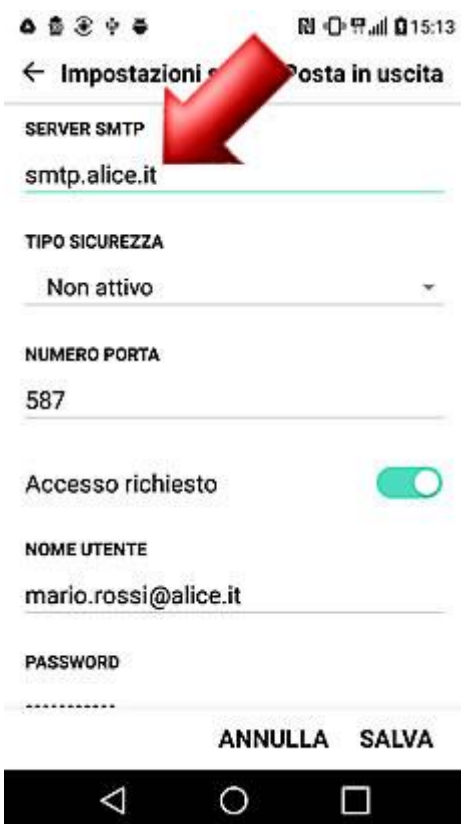 15:13
Impostazioni s Posta in uscita
SERVER SMTP
smtp.alice.it
TIPO SICUREZZA
Non attivo
NUMERO PORTA
587
Accesso richiesto
NOME UTENTE
mario.rossi@alice.it
PASSWORD
ANNULLA SALVA